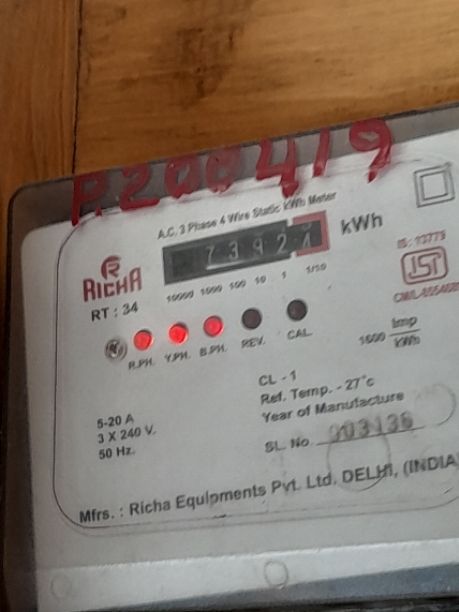 P200419
A.C. 3 Phase 4 Wire Static kWh Meter
7392 kWh
10000 1000 100 10 1 1/10
IS: 13779
RICHA
ISI
RT : 34
R.PH. Y.PH. B.PH. REV. CAL.
1600 Imp
kWh
CL - 1
Ref. Temp. - 27°c
Year of Manufacture
5-20 A
3 X 240 V.
50 Hz.
SL. No. 903136
Mfrs. : Richa Equipments Pvt. Ltd. DELHI, (INDIA